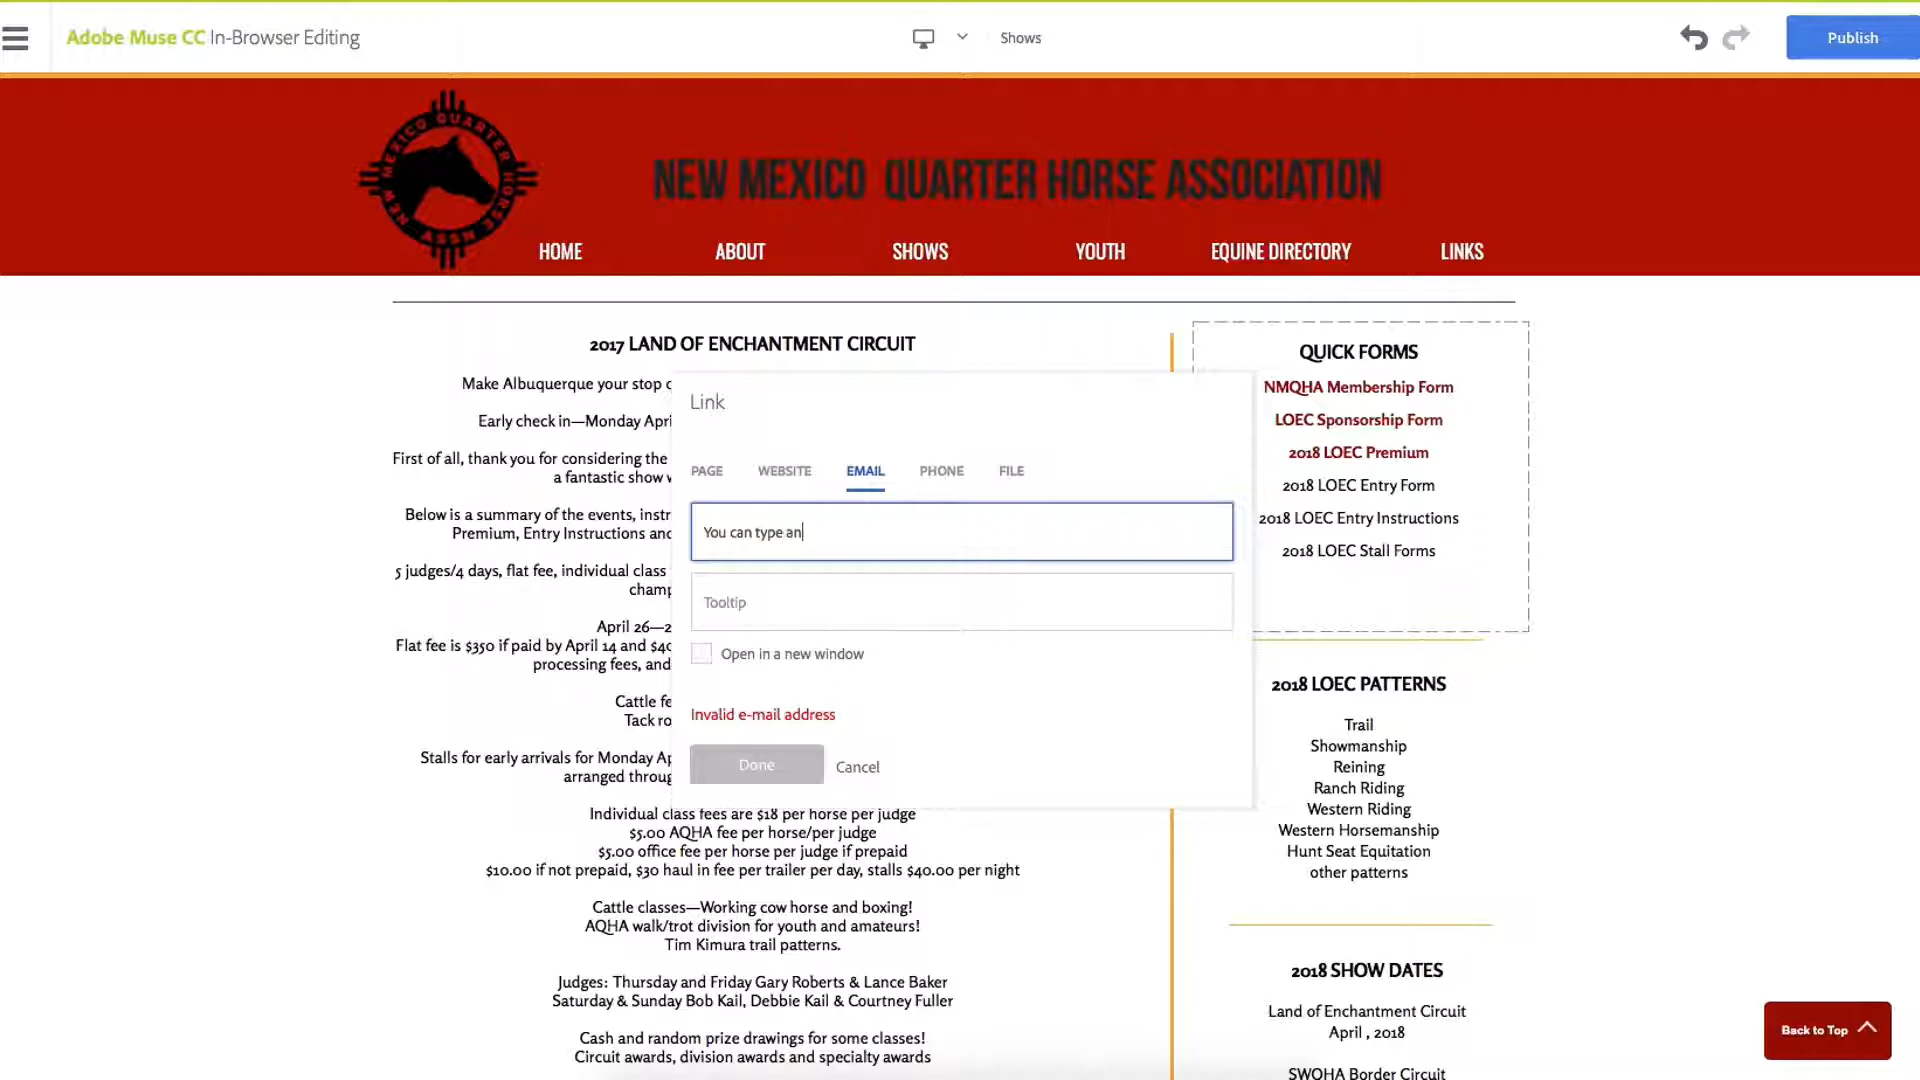 Adobe Muse CC In-Browser Editing
Shows
Publish
NEW MEXICO QUARTER HORSE ASSN
NEW MEXICO QUARTER HORSE ASSOCIATION
HOME ABOUT SHOWS YOUTH EQUINE DIRECTORY LINKS
2017 LAND OF ENCHANTMENT CIRCUIT
Make Albuquerque your stop
Early check in—Monday Apri
First of all, thank you for considering the
a fantastic show
Below is a summary of the events, instr
Premium, Entry Instructions and
5 judges/4 days, flat fee, individual class
champ
April 26—2
Flat fee is $350 if paid by April 14 and $40
processing fees, and
Cattle fe
Tack ro
Stalls for early arrivals for Monday Ap
arranged throug
Individual class fees are $18 per horse per judge
$5.00 AQHA fee per horse/per judge
$5.00 office fee per horse per judge if prepaid
$10.00 if not prepaid, $30 haul in fee per trailer per day, stalls $40.00 per night
Cattle classes—Working cow horse and boxing!
AQHA walk/trot division for youth and amateurs!
Tim Kimura trail patterns.
Judges: Thursday and Friday Gary Roberts & Lance Baker
Saturday & Sunday Bob Kail, Debbie Kail & Courtney Fuller
Cash and random prize drawings for some classes!
Circuit awards, division awards and specialty awards
Link
PAGE WEBSITE EMAIL PHONE FILE
You can type an
Tooltip
Open in a new window
Invalid e-mail address
Done
Cancel
QUICK FORMS
NMQHA Membership Form
LOEC Sponsorship Form
2018 LOEC Premium
2018 LOEC Entry Form
2018 LOEC Entry Instructions
2018 LOEC Stall Forms
2018 LOEC PATTERNS
Trail
Showmanship
Reining
Ranch Riding
Western Riding
Western Horsemanship
Hunt Seat Equitation
other patterns
2018 SHOW DATES
Land of Enchantment Circuit
April , 2018
SWQHA Border Circuit
Back to Top